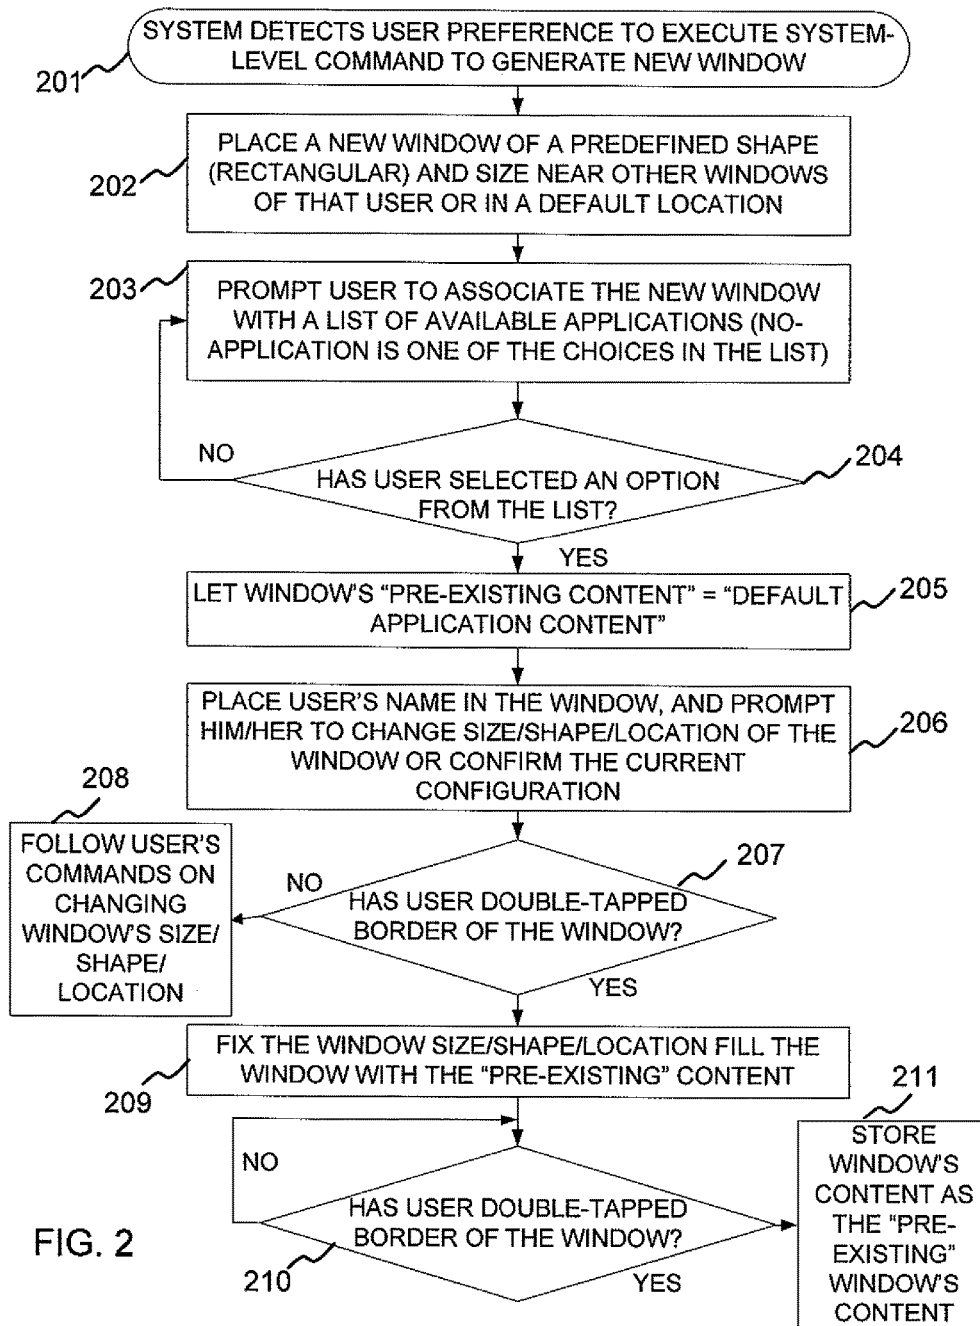 SYSTEM DETECTS USER PREFERENCE TO EXECUTE SYSTEM-
LEVEL COMMAND TO GENERATE NEW WINDOW
201
PLACE A NEW WINDOW OF A PREDEFINED SHAPE
(RECTANGULAR) AND SIZE NEAR OTHER WINDOWS
OF THAT USER OR IN A DEFAULT LOCATION
202
203
PROMPT USER TO ASSOCIATE THE NEW WINDOW
WITH A LIST OF AVAILABLE APPLICATIONS (NO-
APPLICATION IS ONE OF THE CHOICES IN THE LIST)
NO
204
HAS USER SELECTED AN OPTION
FROM THE LIST?
YES
LET WINDOW'S "PRE-EXISTING CONTENT" = "DEFAULT
APPLICATION CONTENT"
205
PLACE USER'S NAME IN THE WINDOW, AND PROMPT
HIM/HER TO CHANGE SIZE/SHAPE/LOCATION OF THE
WINDOW OR CONFIRM THE CURRENT
CONFIGURATION
206
208
FOLLOW USER'S
COMMANDS ON
CHANGING
WINDOW'S SIZE/
SHAPE/
LOCATION
207
NO
HAS USER DOUBLE-TAPPED
BORDER OF THE WINDOW?
YES
FIX THE WINDOW SIZE/SHAPE/LOCATION FILL THE
WINDOW WITH THE "PRE-EXISTING" CONTENT
209
211
STORE
WINDOW'S
CONTENT AS
THE "PRE-
EXISTING"
WINDOW'S
CONTENT
NO
HAS USER DOUBLE-TAPPED
BORDER OF THE WINDOW?
210
YES
FIG. 2